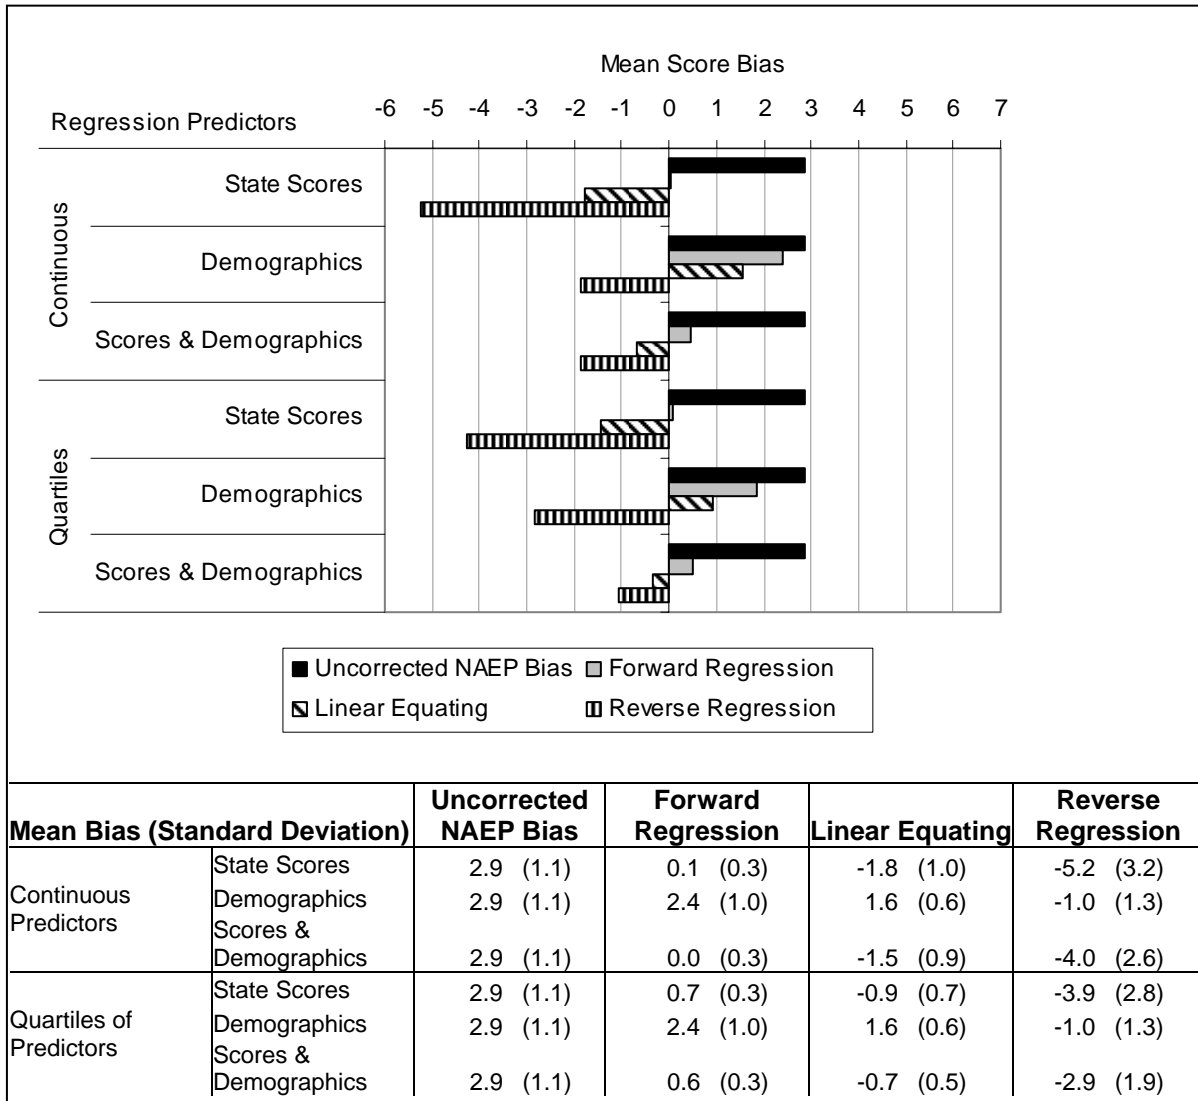 Mean Score Bias
Regression Predictors
-6 -5 -4 -3 -2 -1 0 1 2 3 4 5 6 7
Continuous
State Scores
Demographics
Scores & Demographics
Quartiles
State Scores
Demographics
Scores & Demographics
Uncorrected NAEP Bias Forward Regression
Linear Equating Reverse Regression
Mean Bias (Standard Deviation) Uncorrected NAEP Bias Forward Regression Linear Equating Reverse Regression
Continuous Predictors
State Scores 2.9 (1.1) 0.1 (0.3) -1.8 (1.0) -5.2 (3.2)
Demographics 2.9 (1.1) 2.4 (1.0) 1.6 (0.6) -1.0 (1.3)
Scores &
Demographics 2.9 (1.1) 0.0 (0.3) -1.5 (0.9) -4.0 (2.6)
Quartiles of Predictors
State Scores 2.9 (1.1) 0.7 (0.3) -0.9 (0.7) -3.9 (2.8)
Demographics 2.9 (1.1) 2.4 (1.0) 1.6 (0.6) -1.0 (1.3)
Scores &
Demographics 2.9 (1.1) 0.6 (0.3) -0.7 (0.5) -2.9 (1.9)